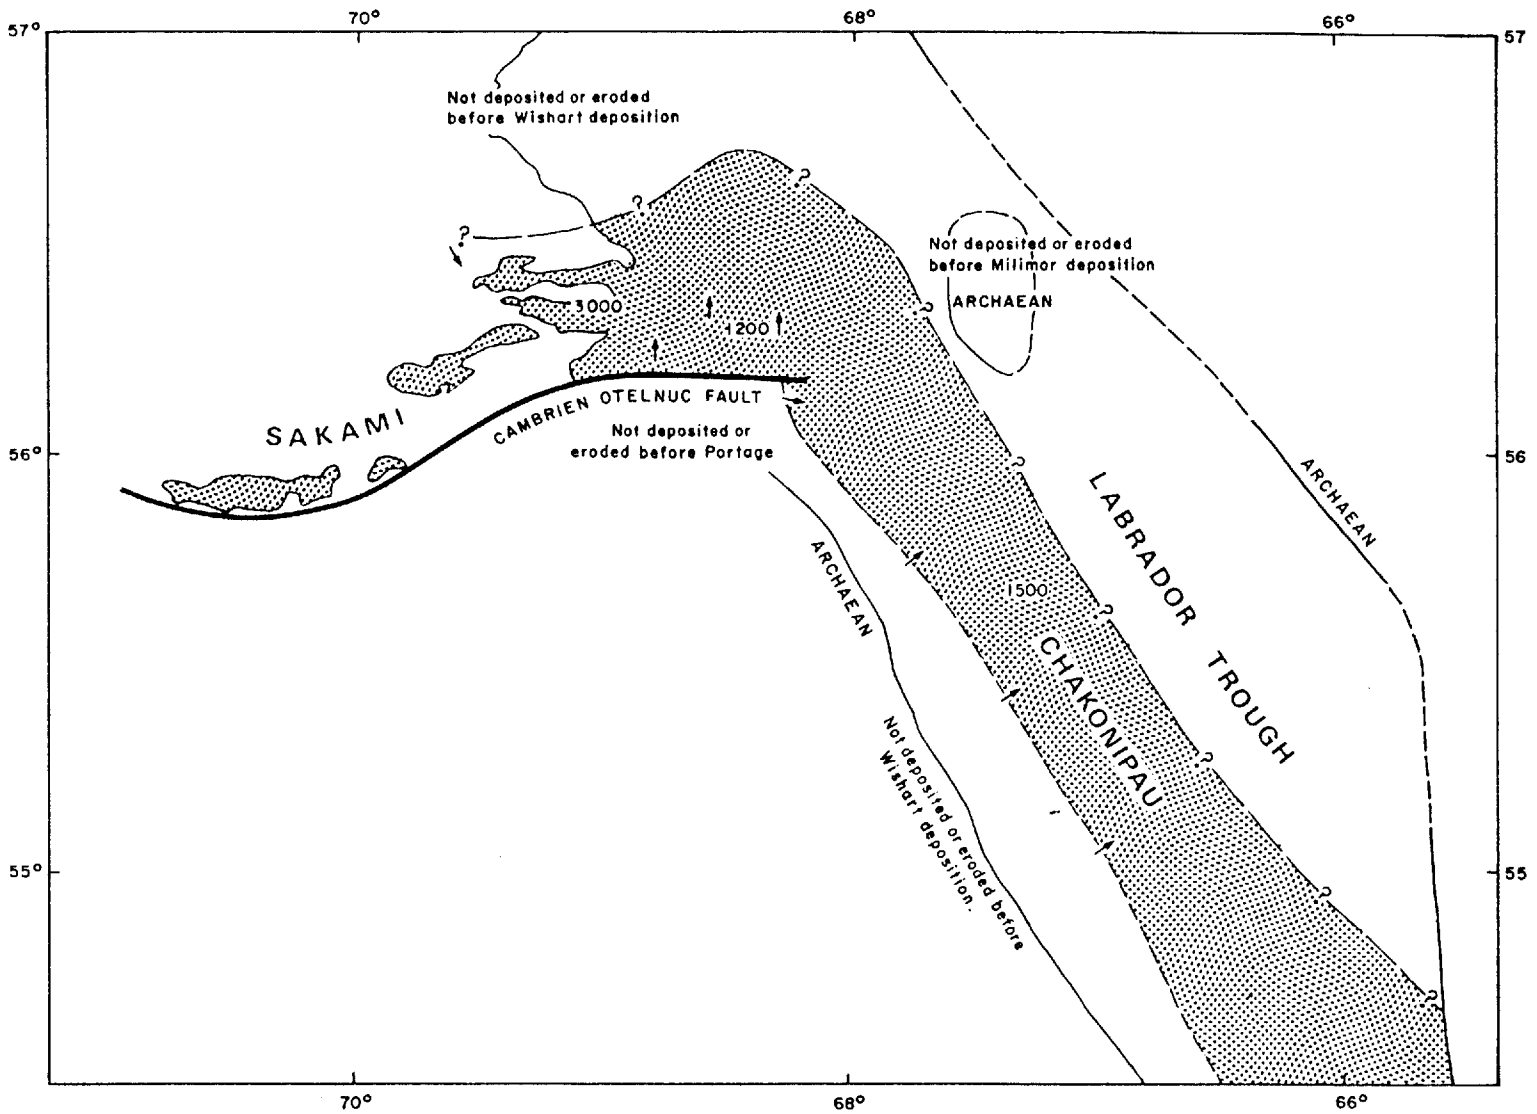 70°
68°
66°
57°
57
Not deposited or eroded
before Wishart deposition
?
?
?
Not deposited or eroded
before Milimor deposition
ARCHAEAN
3000
1200
?
CAMBRIEN OTELNUC FAULT
SAKAMI
Not deposited or
eroded before Portage
56°
56
?
ARCHAEAN
LABRADOR TROUGH
ARCHAEAN
1500
?
CHAKONIPAU
Not deposited or eroded before
Wishart deposition.
?
55°
55
?
?
70°
68°
66°